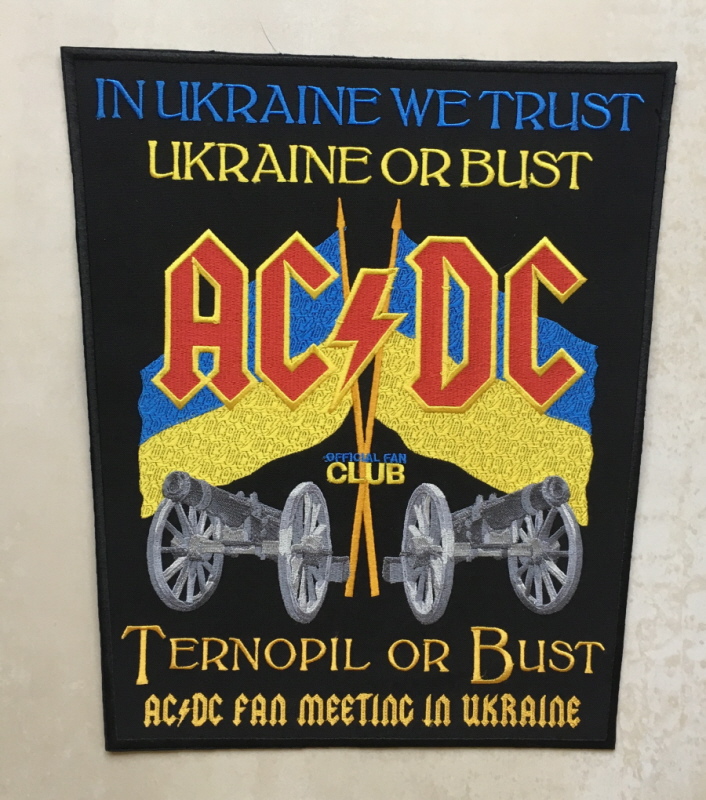 IN UKRAINE WE TRUST
UKRAINE OR BUST
AC⚡DC
OFFICIAL FAN
CLUB
TERNOPIL OR BUST
AC⚡DC FAN MEETING IN UKRAINE